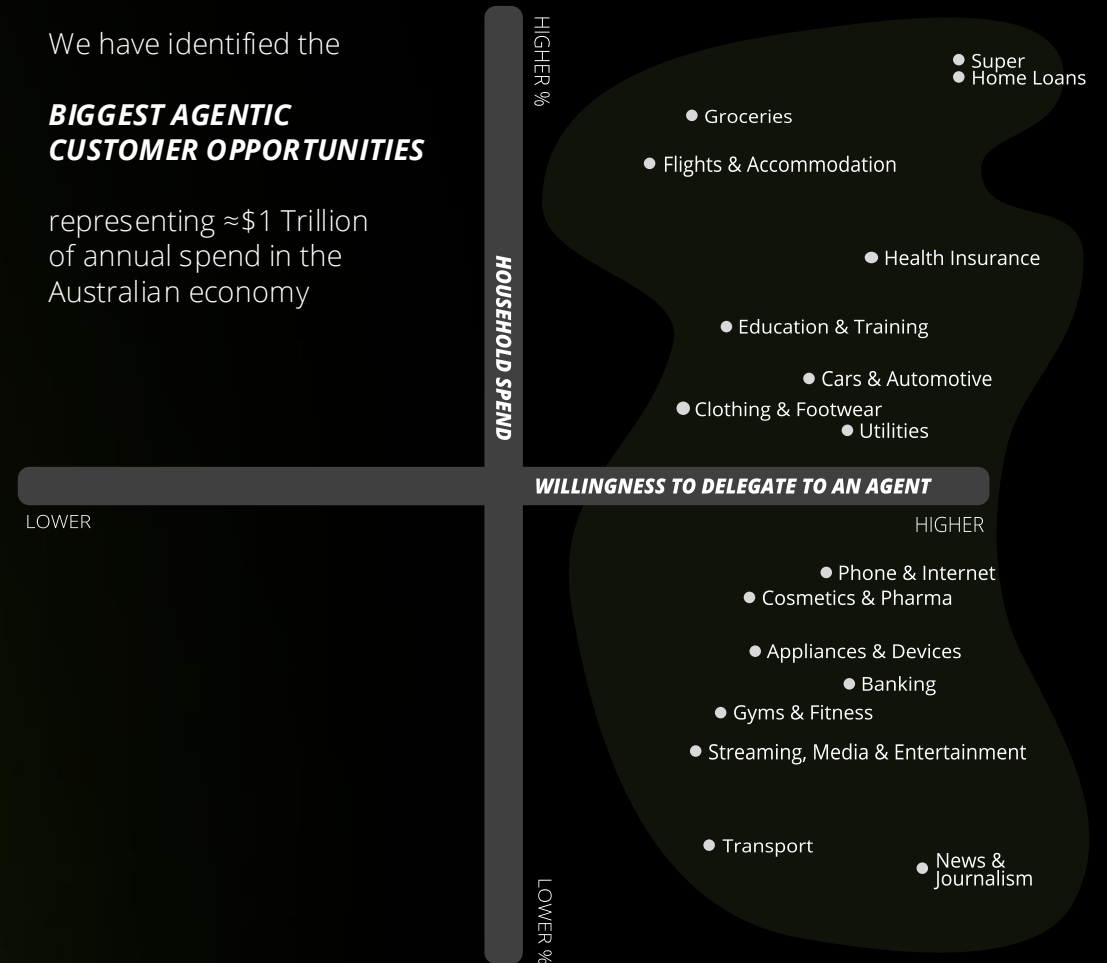 We have identified the
BIGGEST AGENTIC
CUSTOMER OPPORTUNITIES
representing ≈$1 Trillion
of annual spend in the
Australian economy
HIGHER %
HOUSEHOLD SPEND
LOWER %
WILLINGNESS TO DELEGATE TO AN AGENT
LOWER
HIGHER
Super
Home Loans
Groceries
Flights & Accommodation
Health Insurance
Education & Training
Cars & Automotive
Clothing & Footwear
Utilities
Phone & Internet
Cosmetics & Pharma
Appliances & Devices
Banking
Gyms & Fitness
Streaming, Media & Entertainment
Transport
News &
Journalism